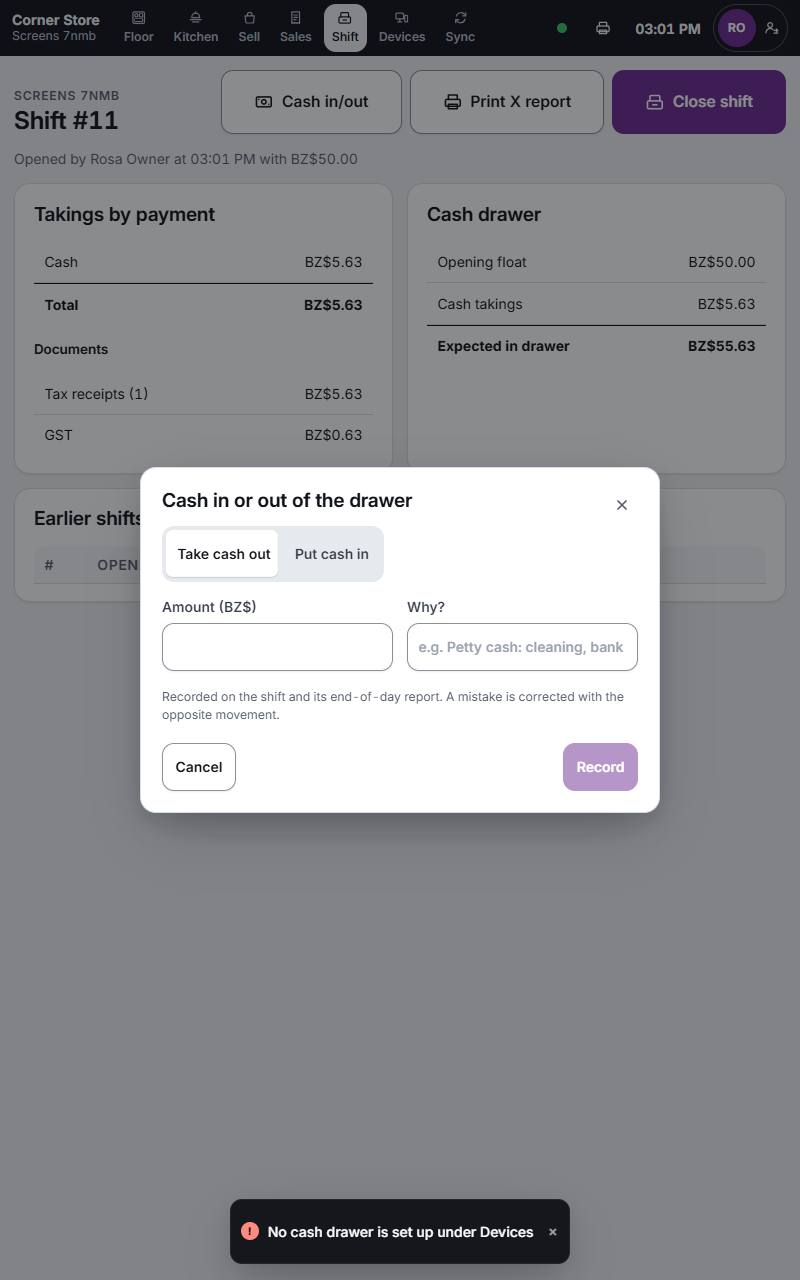 Corner Store
Screens 7nmb
Floor
Kitchen
Sell
Sales
Shift
Devices
Sync
03:01 PM
RO
SCREENS 7NMB
Shift #11
Cash in/out
Print X report
Close shift
Opened by Rosa Owner at 03:01 PM with BZ$50.00
Takings by payment
Cash BZ$5.63
Total BZ$5.63
Documents
Tax receipts (1) BZ$5.63
GST BZ$0.63
Cash drawer
Opening float BZ$50.00
Cash takings BZ$5.63
Expected in drawer BZ$55.63
Earlier shifts
# OPEN
Cash in or out of the drawer
Take cash out
Put cash in
Amount (BZ$)
Why?
e.g. Petty cash: cleaning, bank
Recorded on the shift and its end-of-day report. A mistake is corrected with the
opposite movement.
Cancel
Record
No cash drawer is set up under Devices